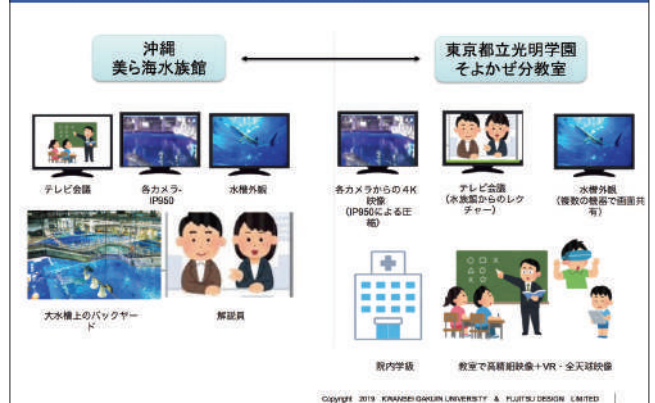 沖縄
美ら海水族館
東京都立光明学園
そよかぜ分教室
テレビ会議
各カメラ-
IP950
水槽外観
各カメラからの4K
映像
(IP950による圧
縮)
テレビ会議
(水族館からのレク
チャー)
水槽外観
(複数の機器で画面共
有)
大水槽上のバックヤー
ド
解説員
院内学級
教室で高精細映像+VR・全天球映像
Copyright 2019 KWANSEI GAKUIN UNIVERSITY & FUJITSU DESIGN LIMITED